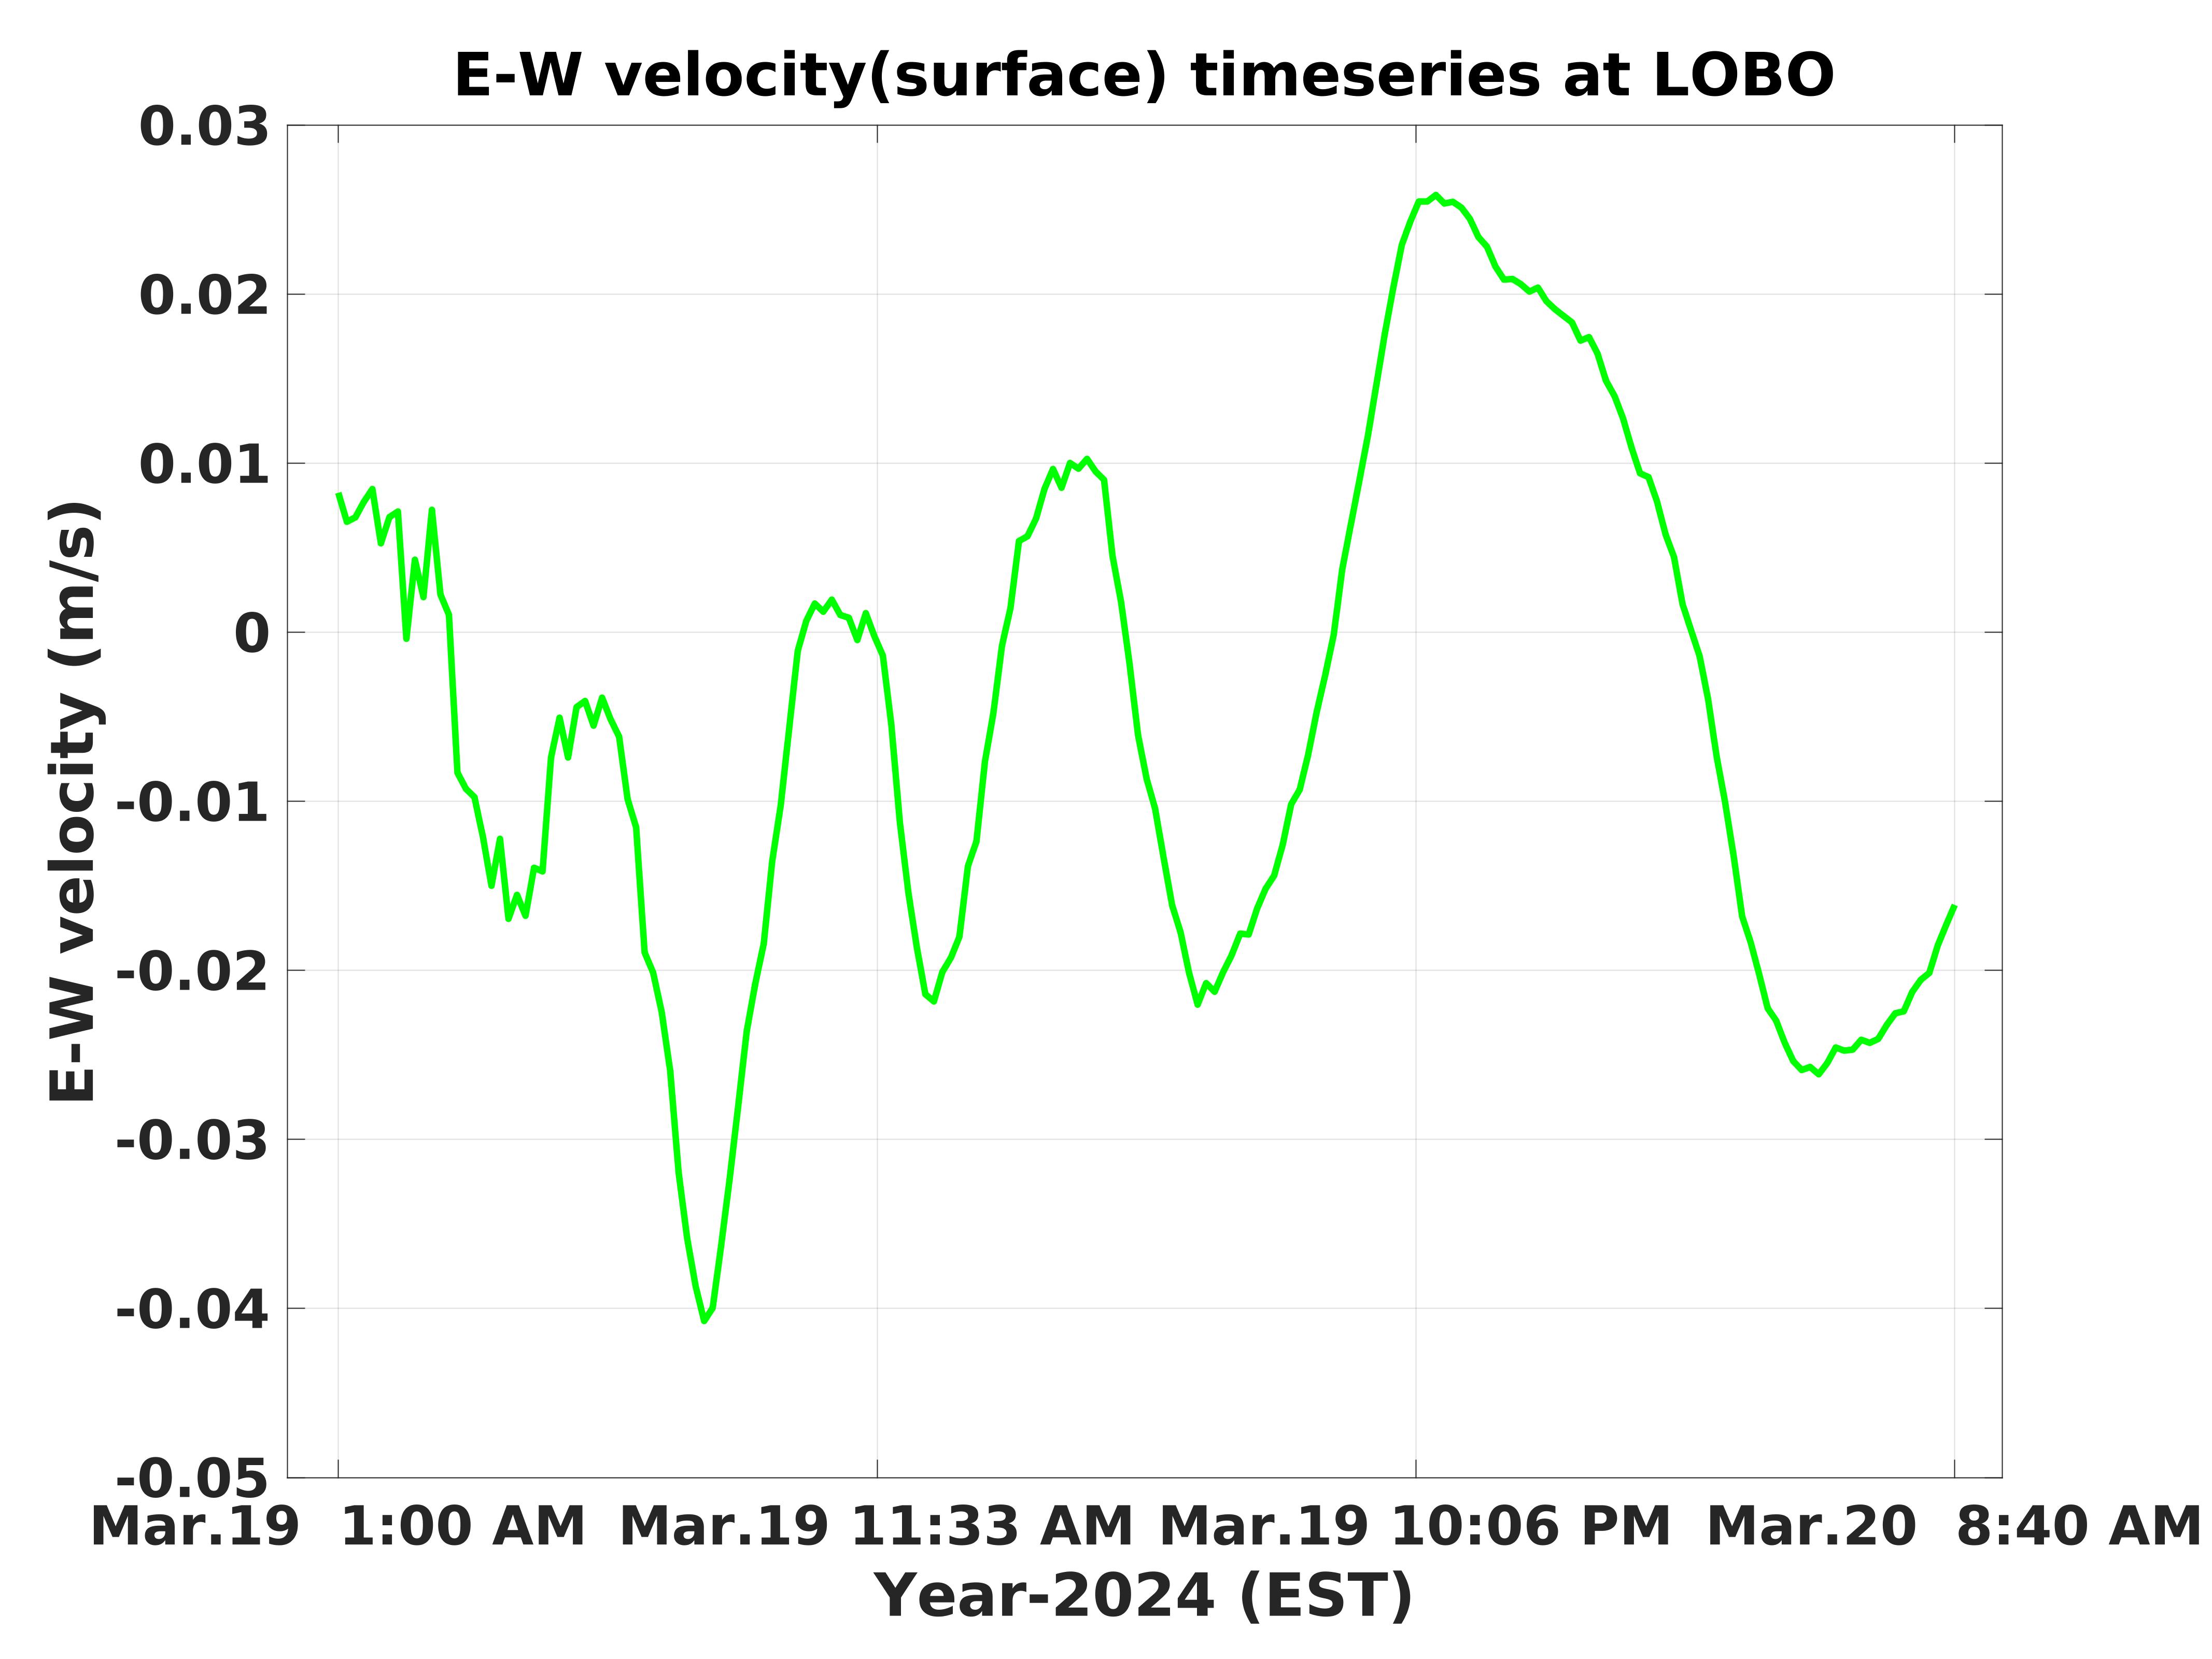 E-W velocity(surface) timeseries at LOBO
0.03
0.02
0.01
0
-0.01
-0.02
-0.03
-0.04
-0.05
E-W velocity (m/s)
Mar.19 1:00 AM Mar.19 11:33 AM Mar.19 10:06 PM Mar.20 8:40 AM
Year-2024 (EST)